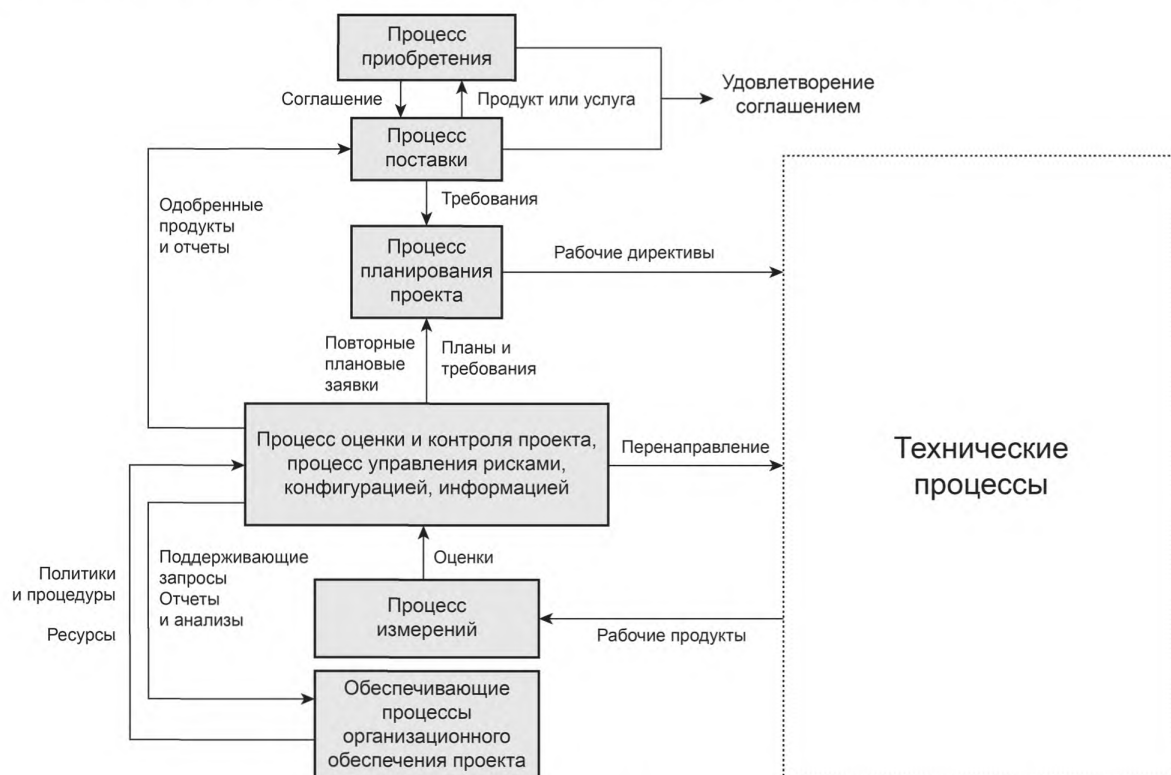 Процесс
приобретения
Соглашение
Продукт или услуга
Удовлетворение
соглашением
Процесс
поставки
Одобренные
продукты
и отчеты
Требования
Процесс
планирования
проекта
Рабочие директивы
Повторные
плановые
заявки
Планы и
требования
Процесс оценки и контроля проекта,
процесс управления рисками,
конфигурацией, информацией
Перенаправление
Технические
процессы
Поддерживающие
запросы
Отчеты
и анализы
Политики
и процедуры
Ресурсы
Оценки
Процесс
измерений
Рабочие продукты
Обеспечивающие
процессы
организационного
обеспечения проекта